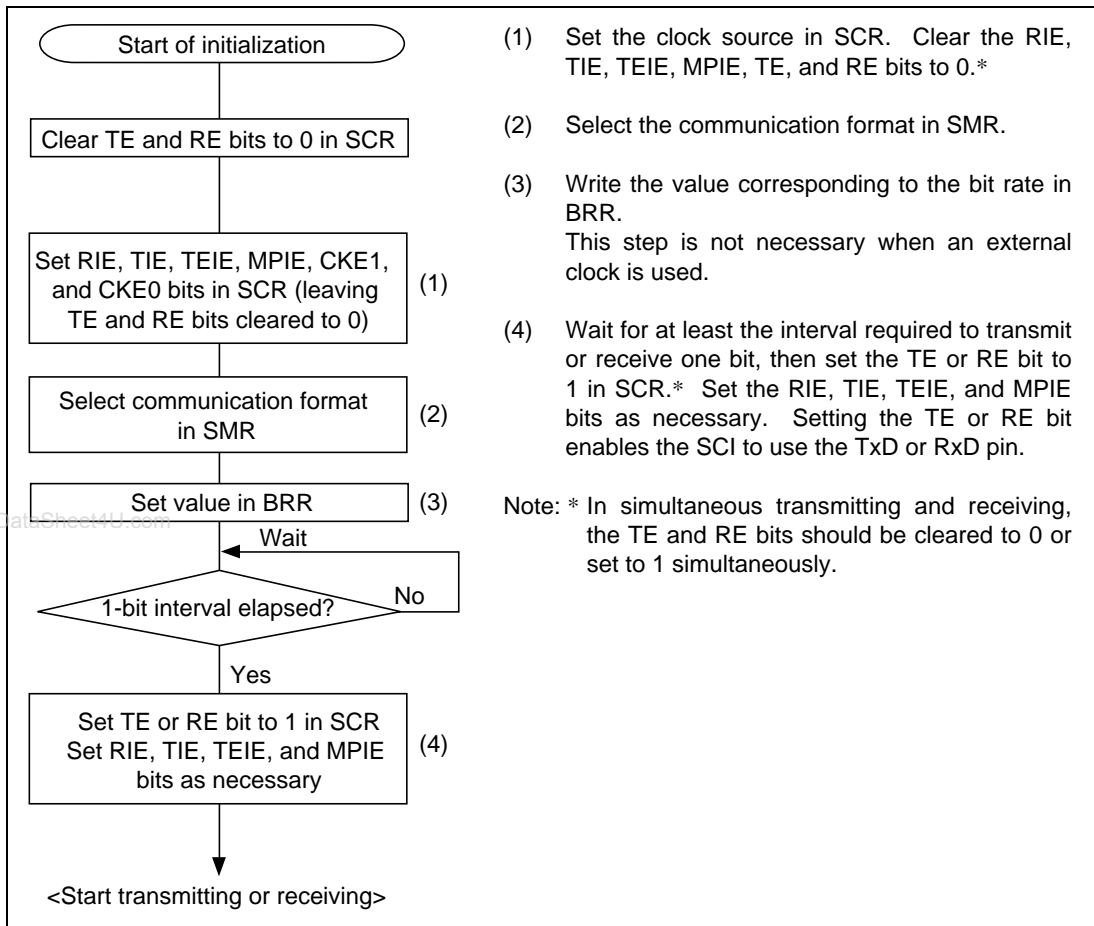 Start of initialization
Clear TE and RE bits to 0 in SCR
Set RIE, TIE, TEIE, MPIE, CKE1,
and CKE0 bits in SCR (leaving
TE and RE bits cleared to 0)
(1)
Select communication format
in SMR
(2)
Set value in BRR
(3)
DataSheet4U.com
Wait
1-bit interval elapsed?
No
Yes
Set TE or RE bit to 1 in SCR
Set RIE, TIE, TEIE, and MPIE
bits as necessary
(4)
<Start transmitting or receiving>
(1) Set the clock source in SCR. Clear the RIE,
TIE, TEIE, MPIE, TE, and RE bits to 0.*
(2) Select the communication format in SMR.
(3) Write the value corresponding to the bit rate in
BRR.
This step is not necessary when an external
clock is used.
(4) Wait for at least the interval required to transmit
or receive one bit, then set the TE or RE bit to
1 in SCR.* Set the RIE, TIE, TEIE, and MPIE
bits as necessary. Setting the TE or RE bit
enables the SCI to use the TxD or RxD pin.
Note: * In simultaneous transmitting and receiving,
the TE and RE bits should be cleared to 0 or
set to 1 simultaneously.